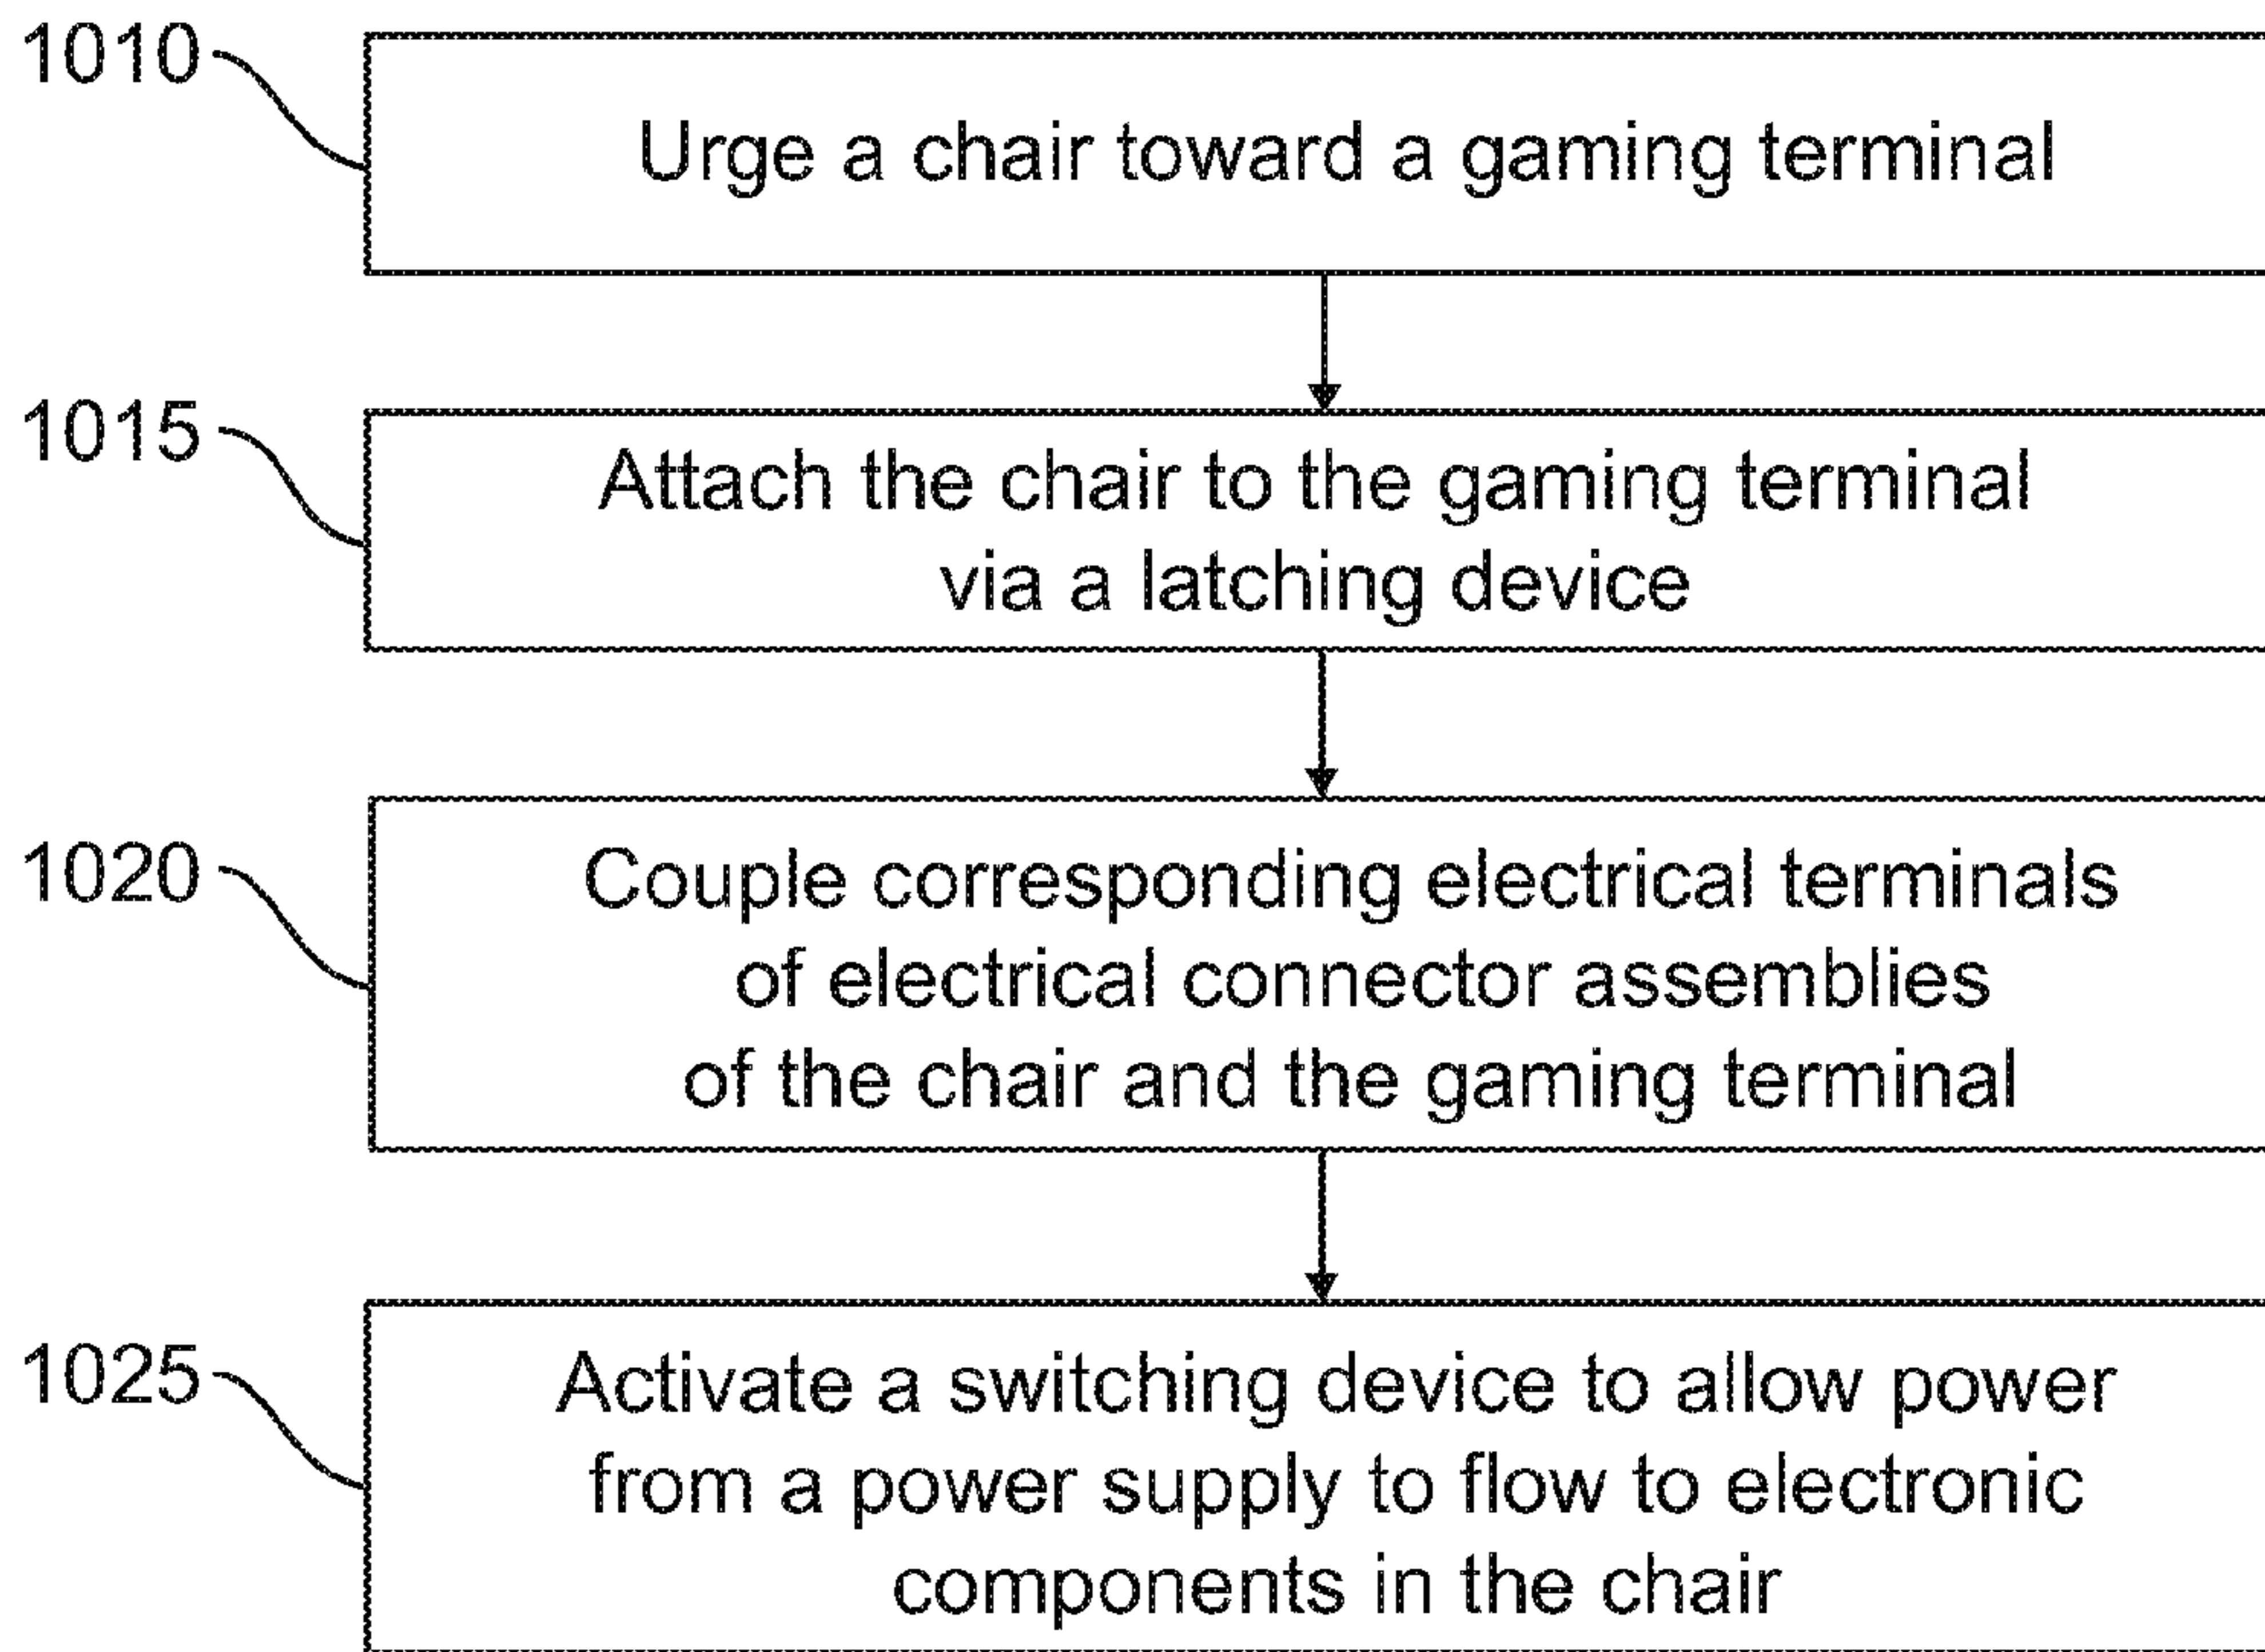 1010
Urge a chair toward a gaming terminal
1015
Attach the chair to the gaming terminal
via a latching device
1020
Couple corresponding electrical terminals
of electrical connector assemblies
of the chair and the gaming terminal
1025
Activate a switching device to allow power
from a power supply to flow to electronic
components in the chair